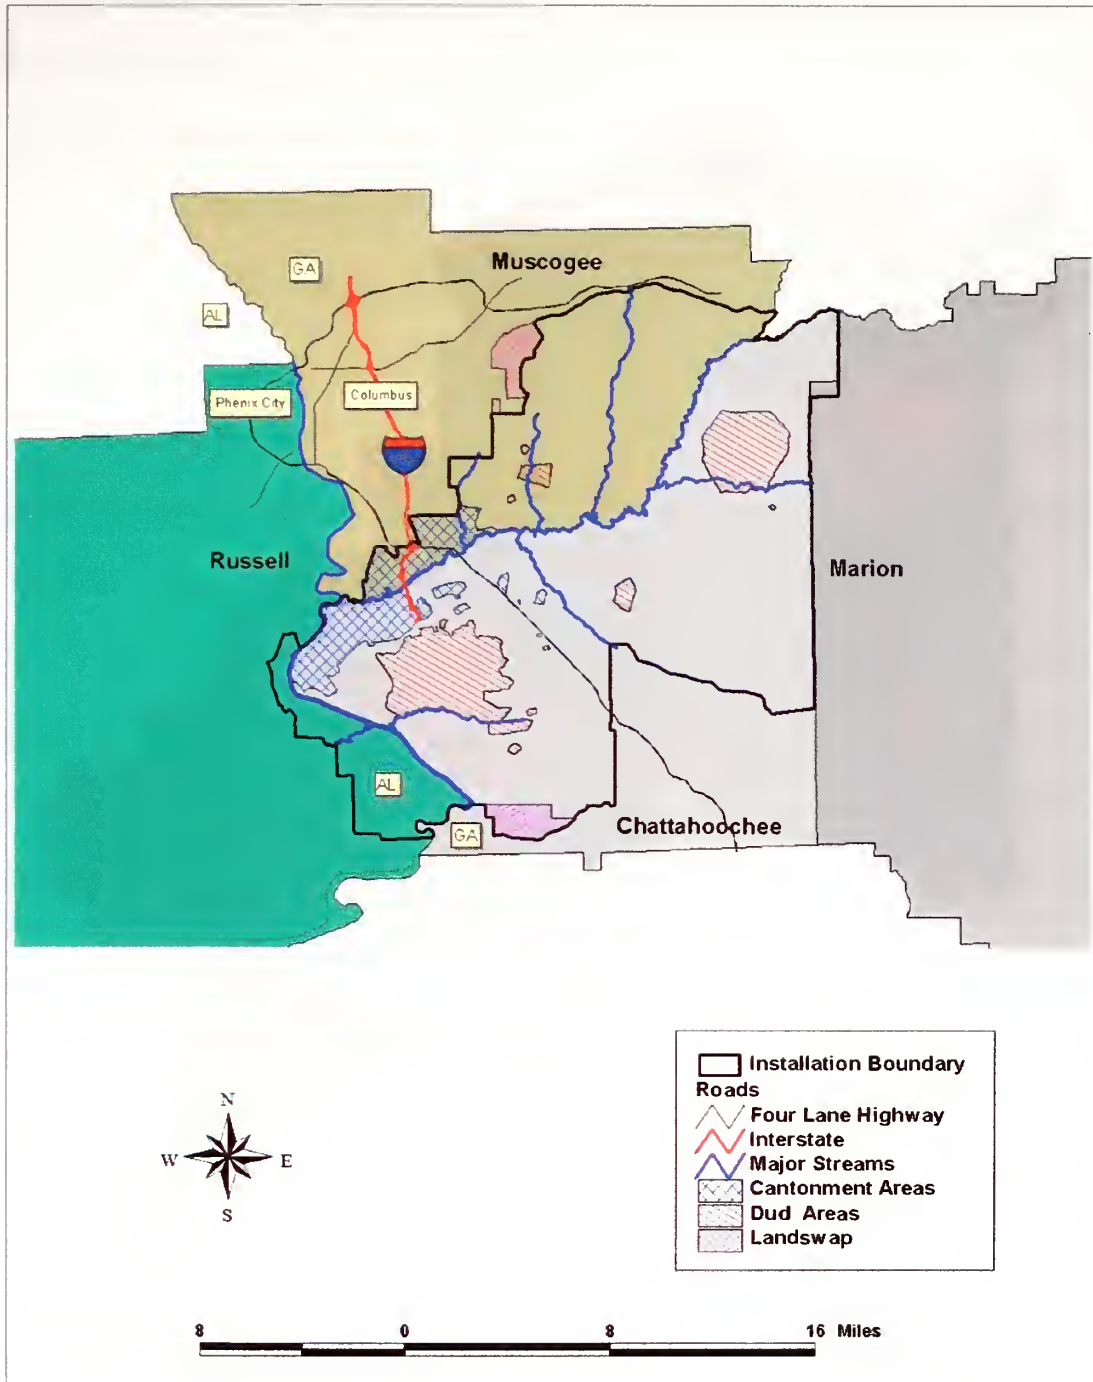 Muscogee
GA
AL
Phenix City
Columbus
Russell
Marion
AL
GA
Chattahoochee
Installation Boundary
Roads
Four Lane Highway
Interstate
Major Streams
Cantonment Areas
Dud Areas
Landswap
N
W E
S
8 0 8 16 Miles